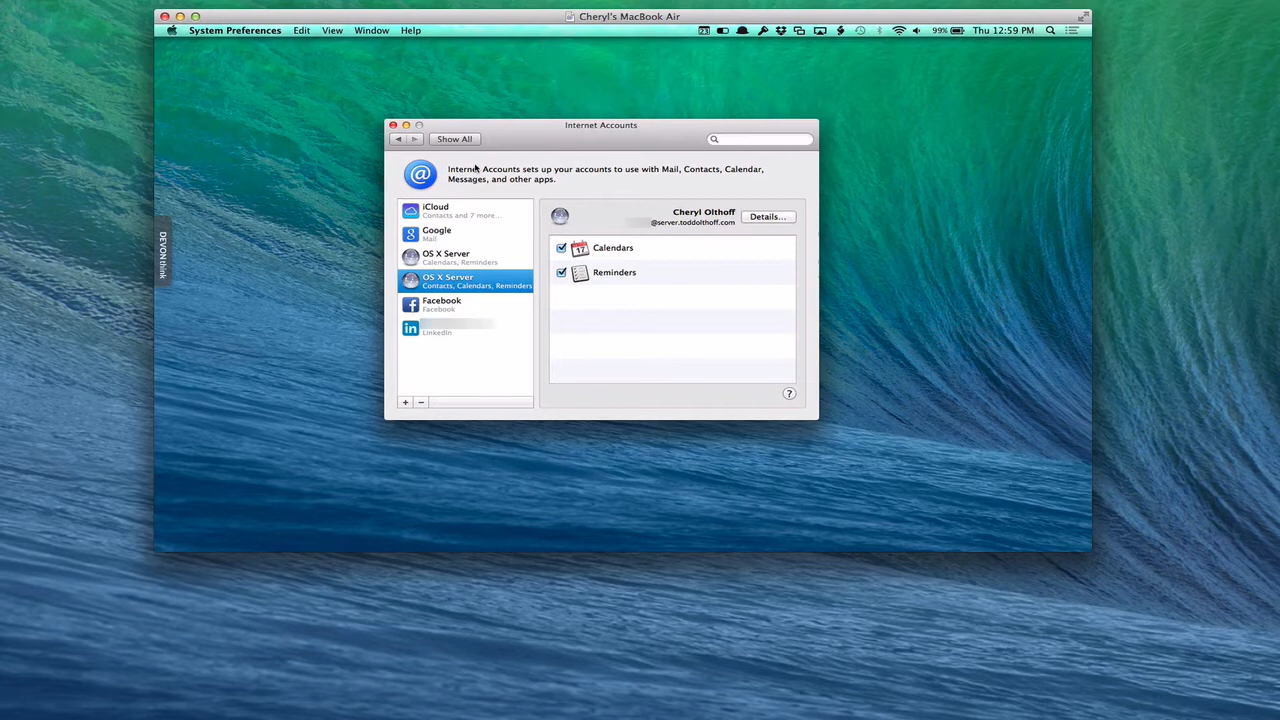 Cheryl's MacBook Air
System Preferences Edit View Window Help
23 99% Thu 12:59 PM
Internet Accounts
Show All
Internet Accounts sets up your accounts to use with Mail, Contacts, Calendar,
Messages, and other apps.
iCloud
Contacts and 7 more...
Google
Mail
OS X Server
Calendars, Reminders
OS X Server
Contacts, Calendars, Reminders
Facebook
Facebook
in
LinkedIn
+ −
Cheryl Olthoff
@server.toddolthoff.com
Details...
17 Calendars
Reminders
?
DEVONthink